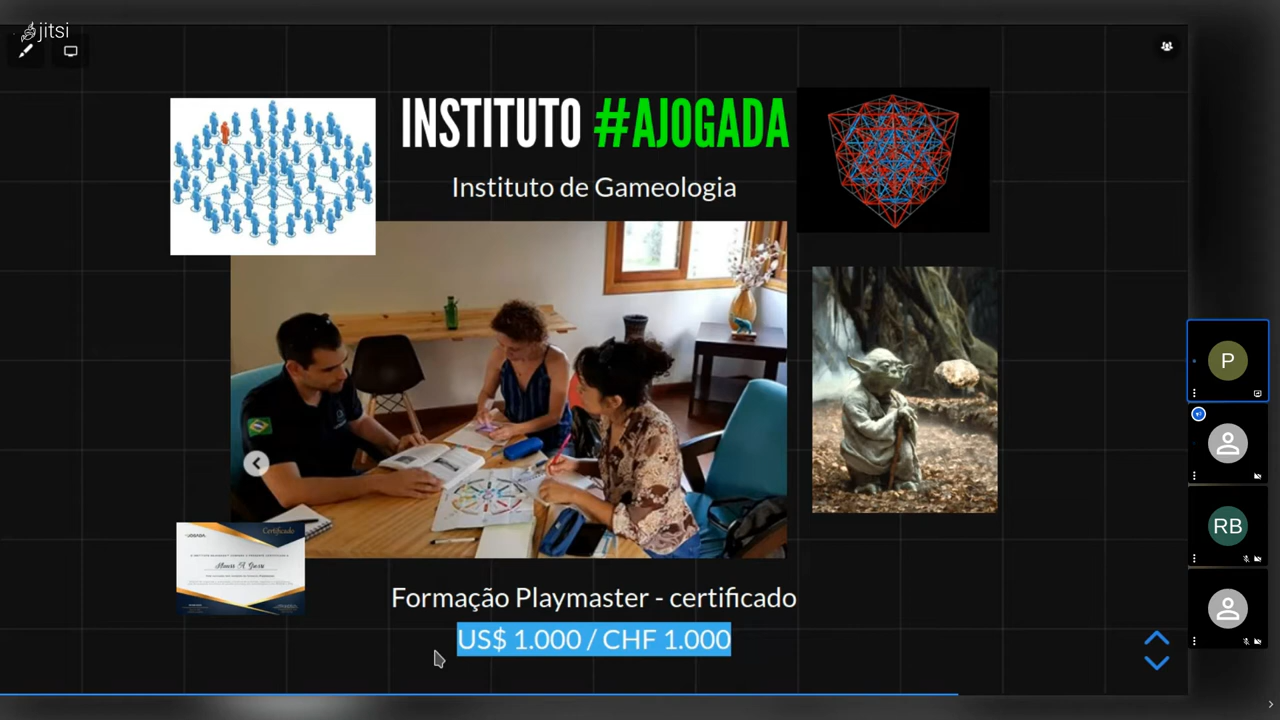 jitsi
INSTITUTO #AJOGADA
Instituto de Gameologia
P
RB
Certificado
Formação Playmaster - certificado
US$ 1.000 / CHF 1.000